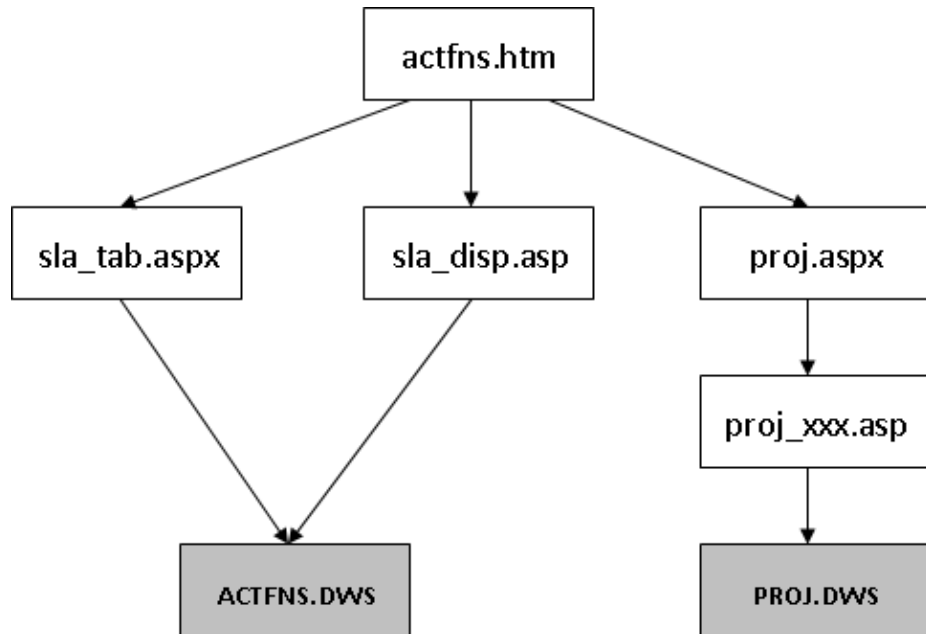 actfns.htm
sla_tab.aspx
sla_disp.asp
proj.aspx
proj_xxx.asp
ACTFNS.DWS
PROJ.DWS